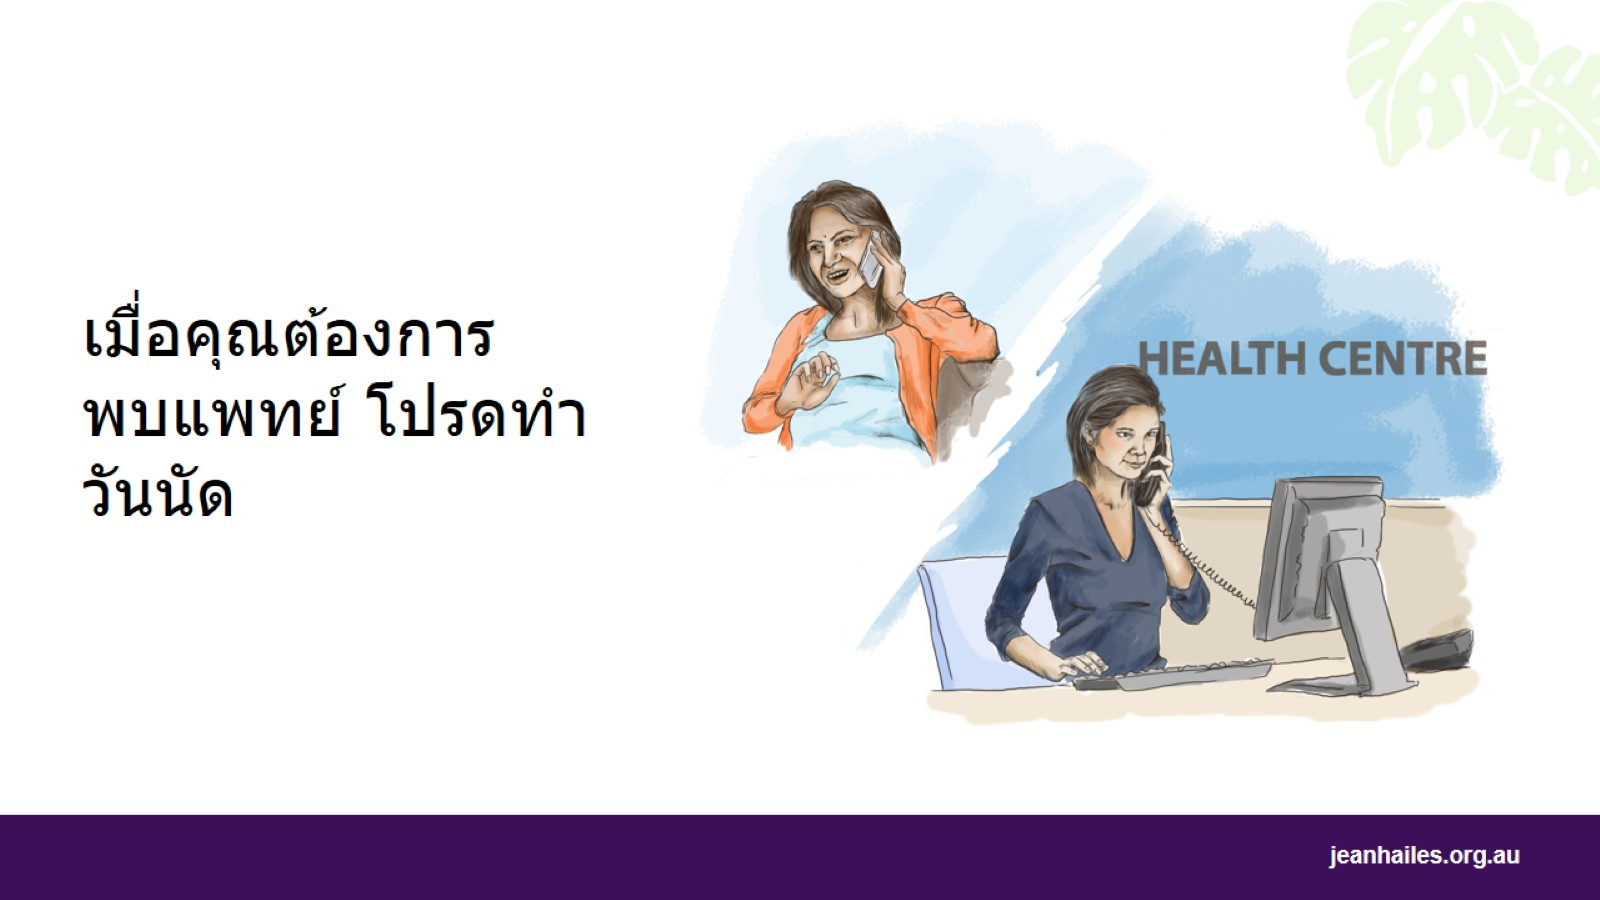 เมื่อคุณต้องการ
พบแพทย์ โปรดทำ
วันนัด
HEALTH CENTRE
jeanhailes.org.au